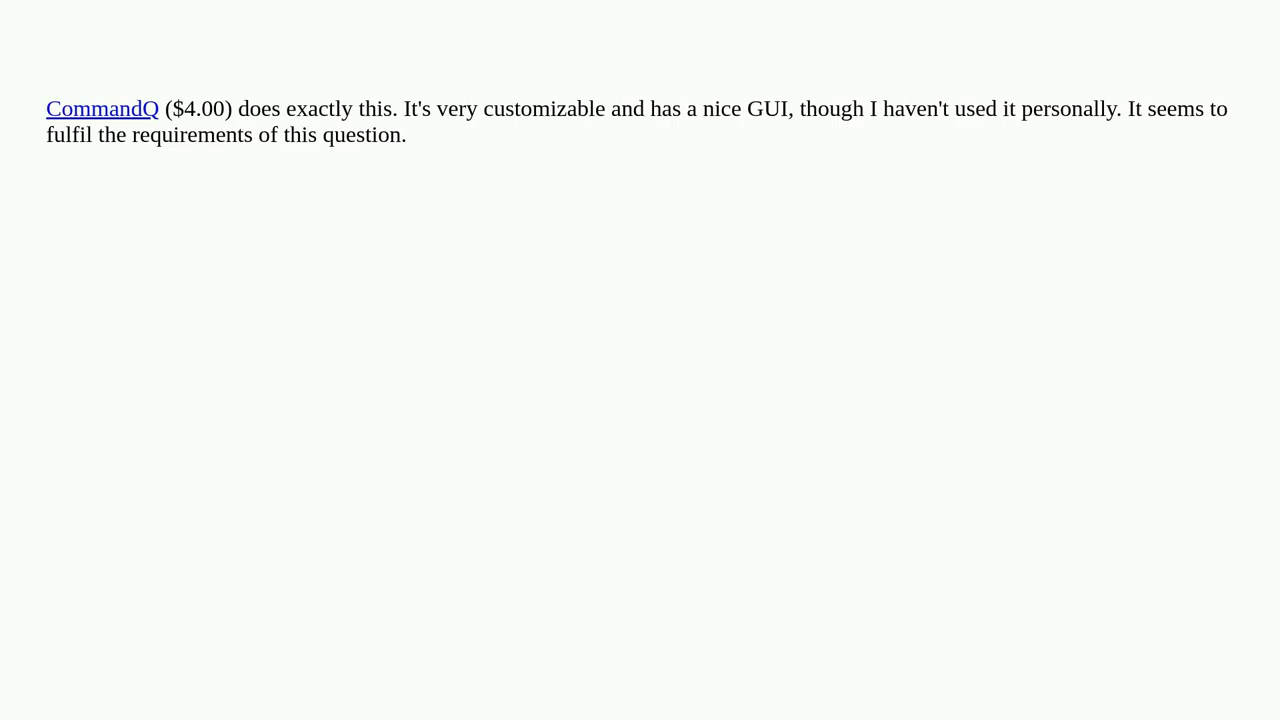 CommandQ ($4.00) does exactly this. It's very customizable and has a nice GUI, though I haven't used it personally. It seems to
fulfil the requirements of this question.